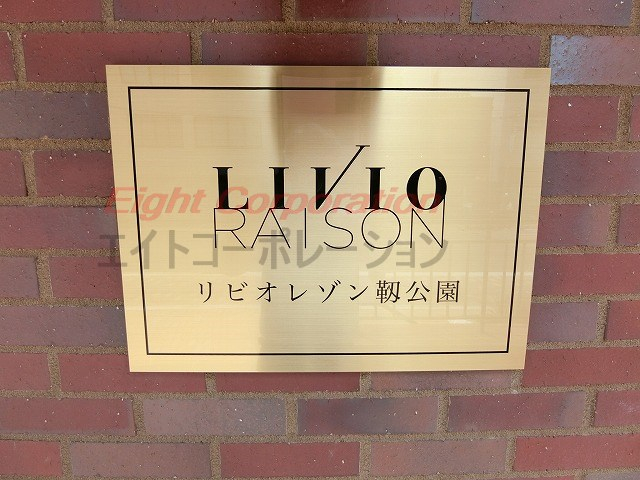 LIVIO
Eight Corporation
RAISON
エイトコーポレーション
リビオレゾン靱公園